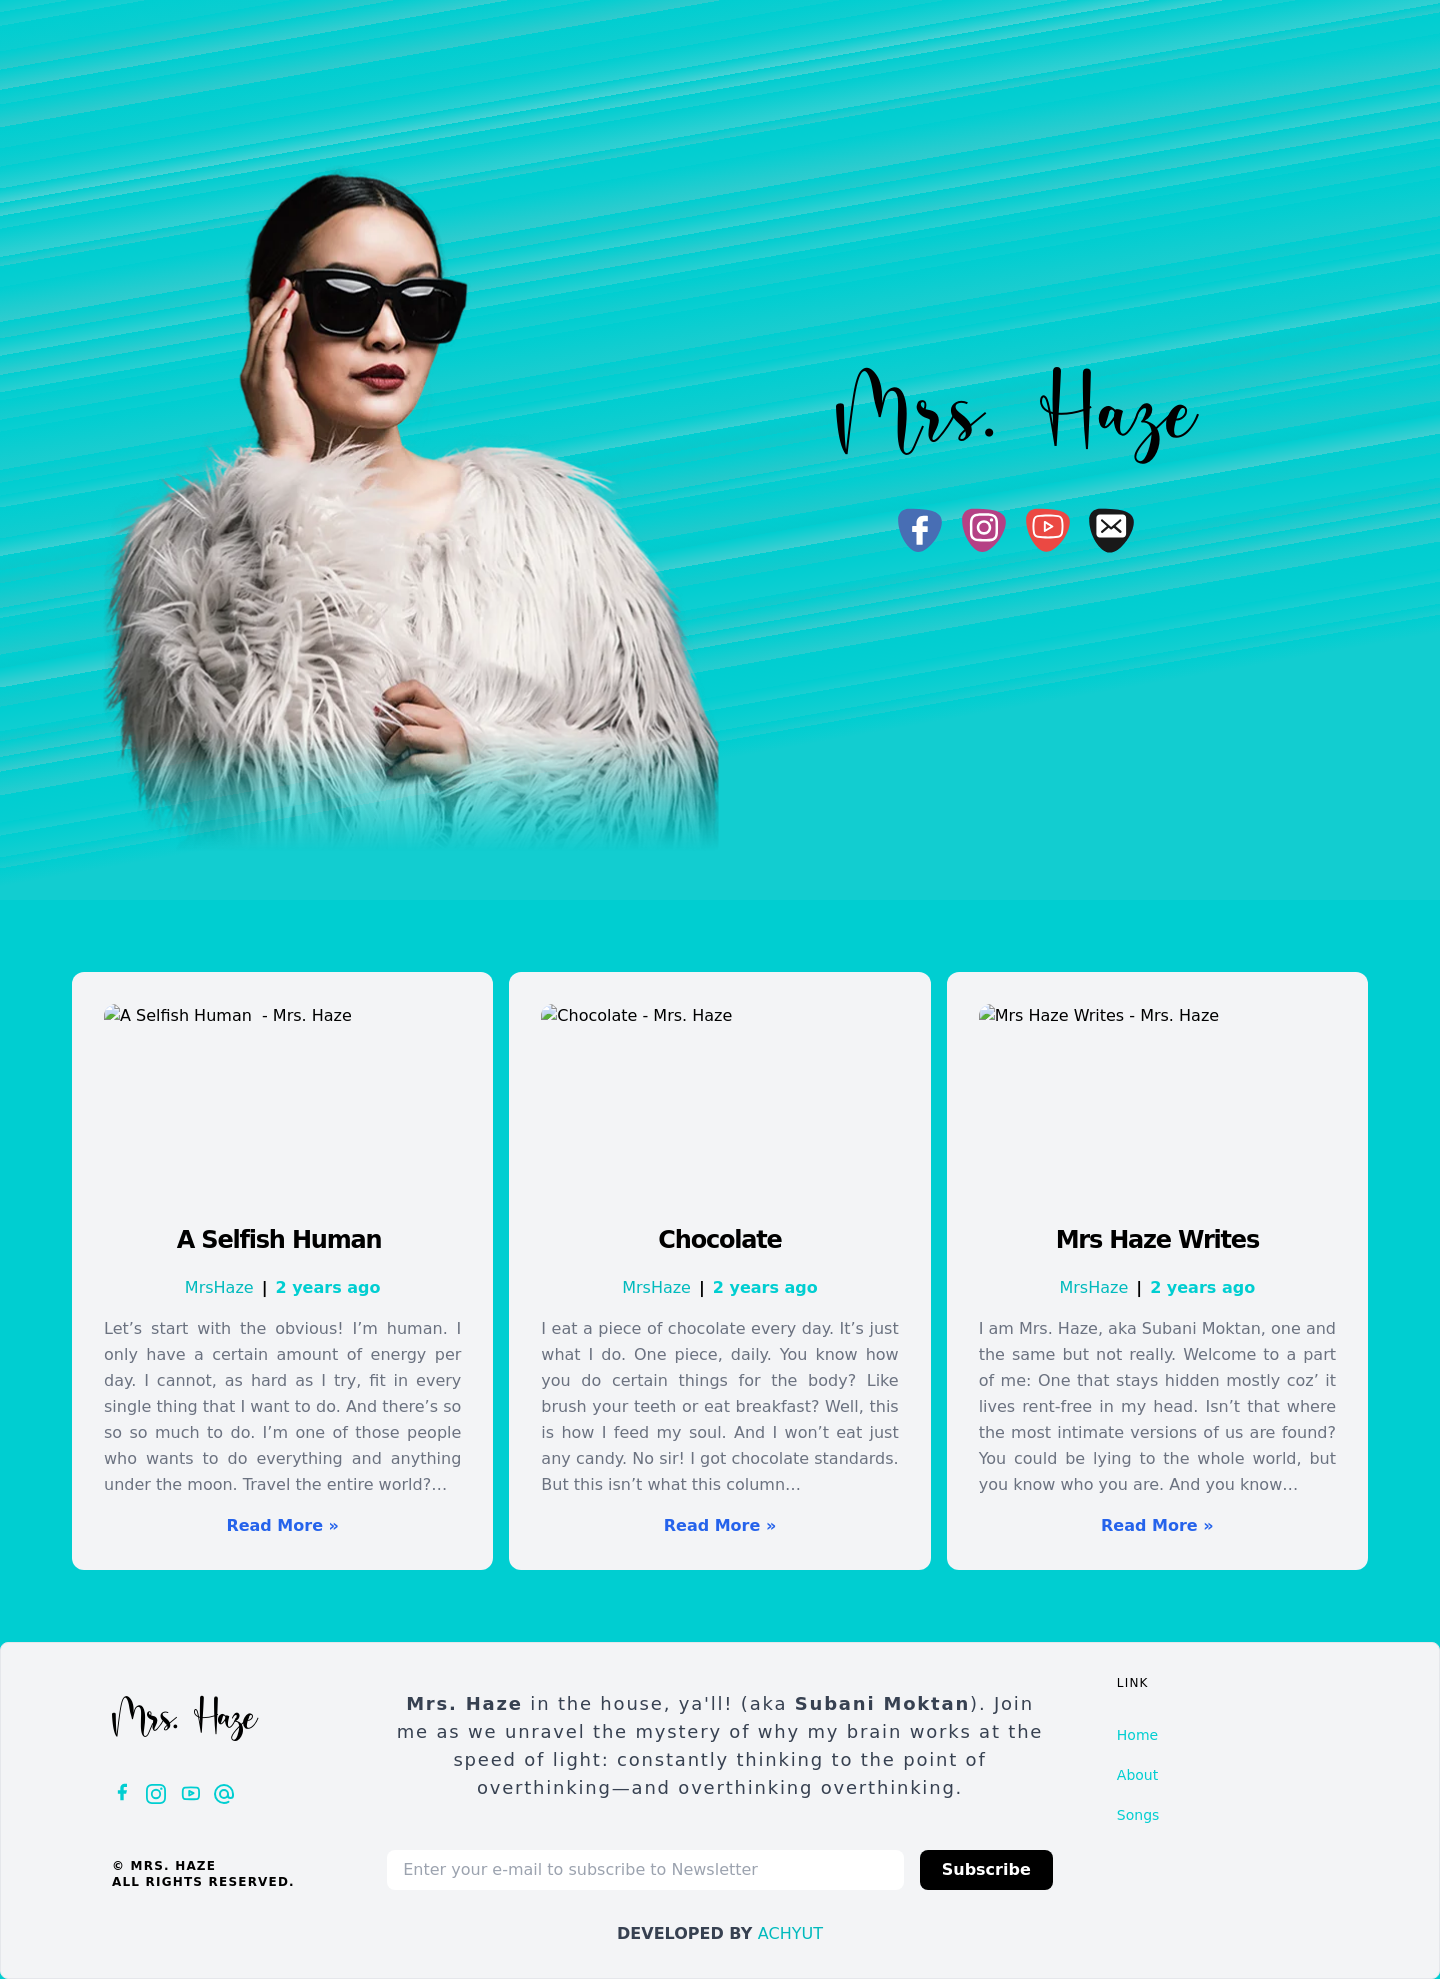 Mrs. Haze
A Selfish Human - Mrs. Haze
A Selfish Human
MrsHaze | 2 years ago
Let’s start with the obvious! I’m human. I
only have a certain amount of energy per
day. I cannot, as hard as I try, fit in every
single thing that I want to do. And there’s so
so so much to do. I’m one of those people
who wants to do everything and anything
under the moon. Travel the entire world?…
Read More »
Chocolate - Mrs. Haze
Chocolate
MrsHaze | 2 years ago
I eat a piece of chocolate every day. It’s just
what I do. One piece, daily. You know how
you do certain things for the body? Like
brush your teeth or eat breakfast? Well, this
is how I feed my soul. And I won’t eat just
any candy. No sir! I got chocolate standards.
But this isn’t what this column…
Read More »
Mrs Haze Writes - Mrs. Haze
Mrs Haze Writes
MrsHaze | 2 years ago
I am Mrs. Haze, aka Subani Moktan, one and
the same but not really. Welcome to a part
of me: One that stays hidden mostly coz’ it
lives rent-free in my head. Isn’t that where
the most intimate versions of us are found?
You could be lying to the whole world, but
you know who you are. And you know…
Read More »
Mrs. Haze
© MRS. HAZE
ALL RIGHTS RESERVED.
Mrs. Haze in the house, ya'll! (aka Subani Moktan). Join
me as we unravel the mystery of why my brain works at the
speed of light: constantly thinking to the point of
overthinking—and overthinking overthinking.
Enter your e-mail to subscribe to Newsletter
Subscribe
DEVELOPED BY ACHYUT
LINK
Home
About
Songs